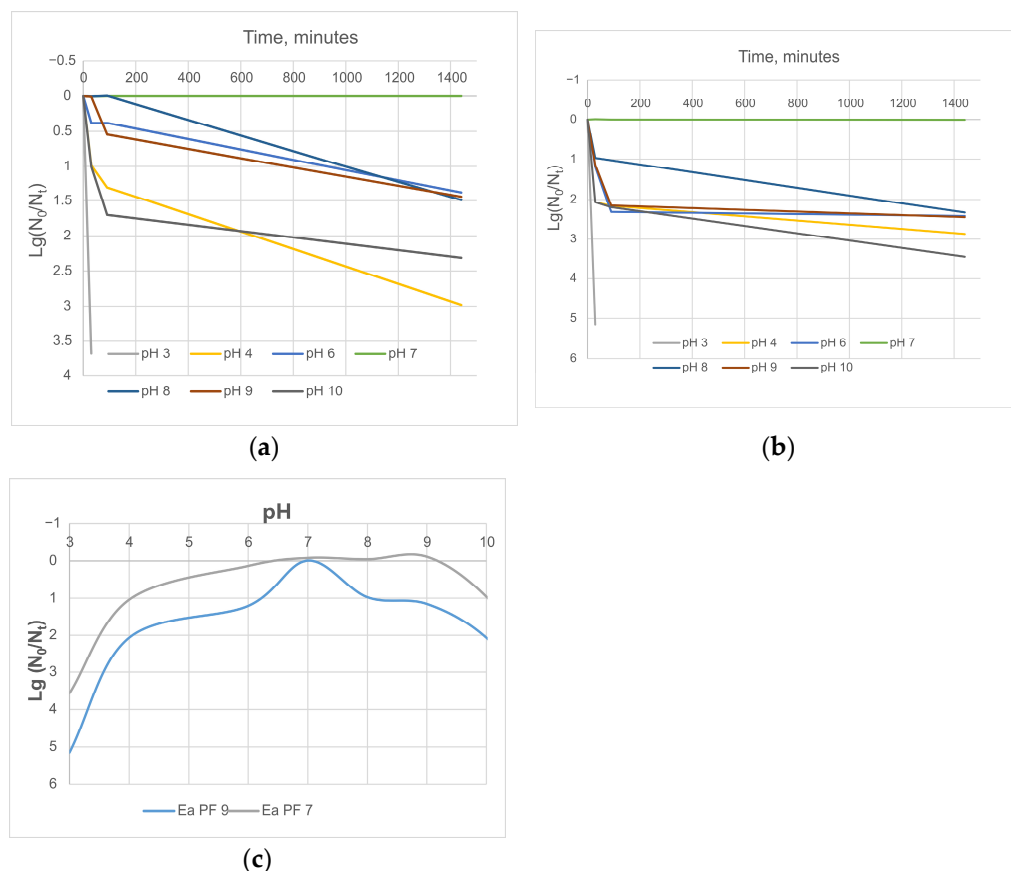 Time, minutes
−0.5
0 200 400 600 800 1000 1200 1400
0
0.5
1
1.5
2
2.5
3
3.5
4
Lg(N₀/Nₜ)
pH 3 pH 4 pH 6 pH 7
pH 8 pH 9 pH 10
(a)
Time, minutes
−1
0 200 400 600 800 1000 1200 1400
0
1
2
3
4
5
6
Lg(N₀/Nₜ)
pH 3 pH 4 pH 6 pH 7
pH 8 pH 9 pH 10
(b)
pH
−1
3 4 5 6 7 8 9 10
0
1
2
3
4
5
6
Lg (N₀/Nₜ)
Ea PF 9 Ea PF 7
(c)